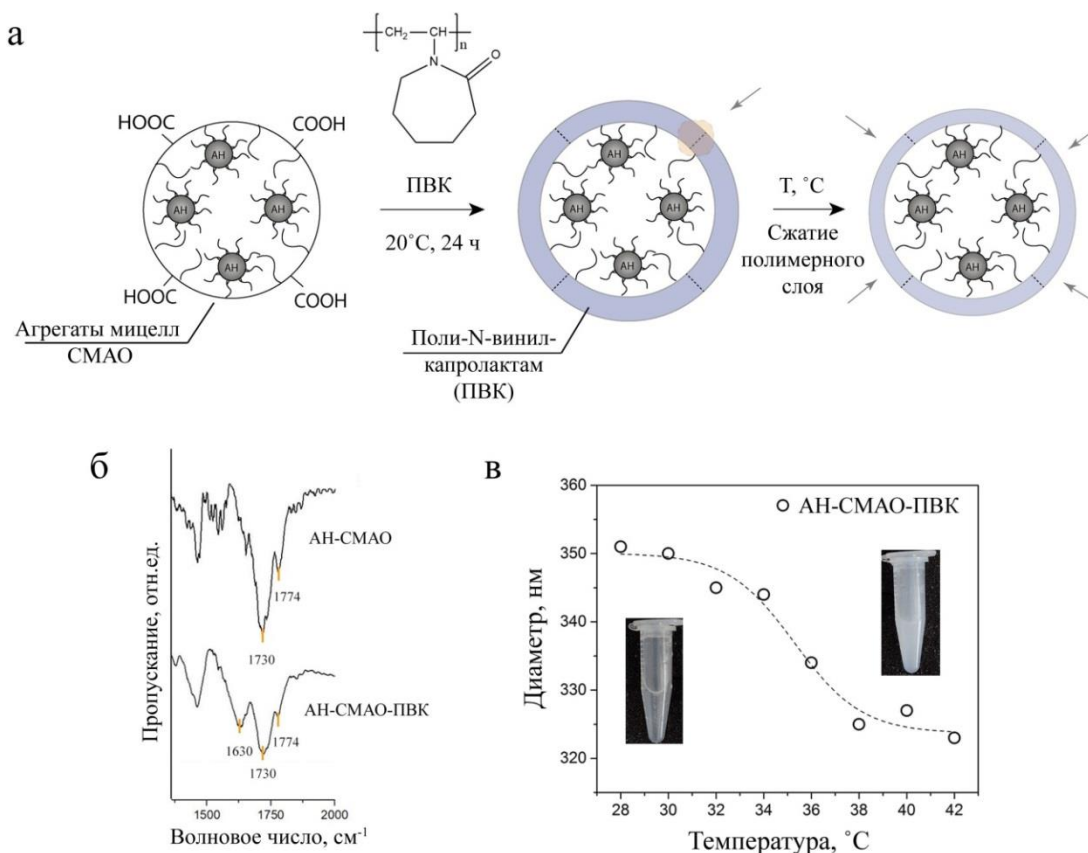 а
CH₂
CH
n
N
O
HOOC
COOH
АН
АН
АН
АН
HOOC
COOH
Агрегаты мицелл
СМАО
ПВК
20˚С, 24 ч
АН
АН
АН
АН
Поли-N-винил-
капролактам
(ПВК)
T, ˚C
Сжатие
полимерного
слоя
АН
АН
АН
АН
б
Пропускание, отн.ед.
АН-СМАО
1774
1730
АН-СМАО-ПВК
1630
1774
1730
1500
1750
2000
Волновое число, см⁻¹
в
Диаметр, нм
360
350
340
330
320
АН-СМАО-ПВК
28 30 32 34 36 38 40 42
Температура, ˚С